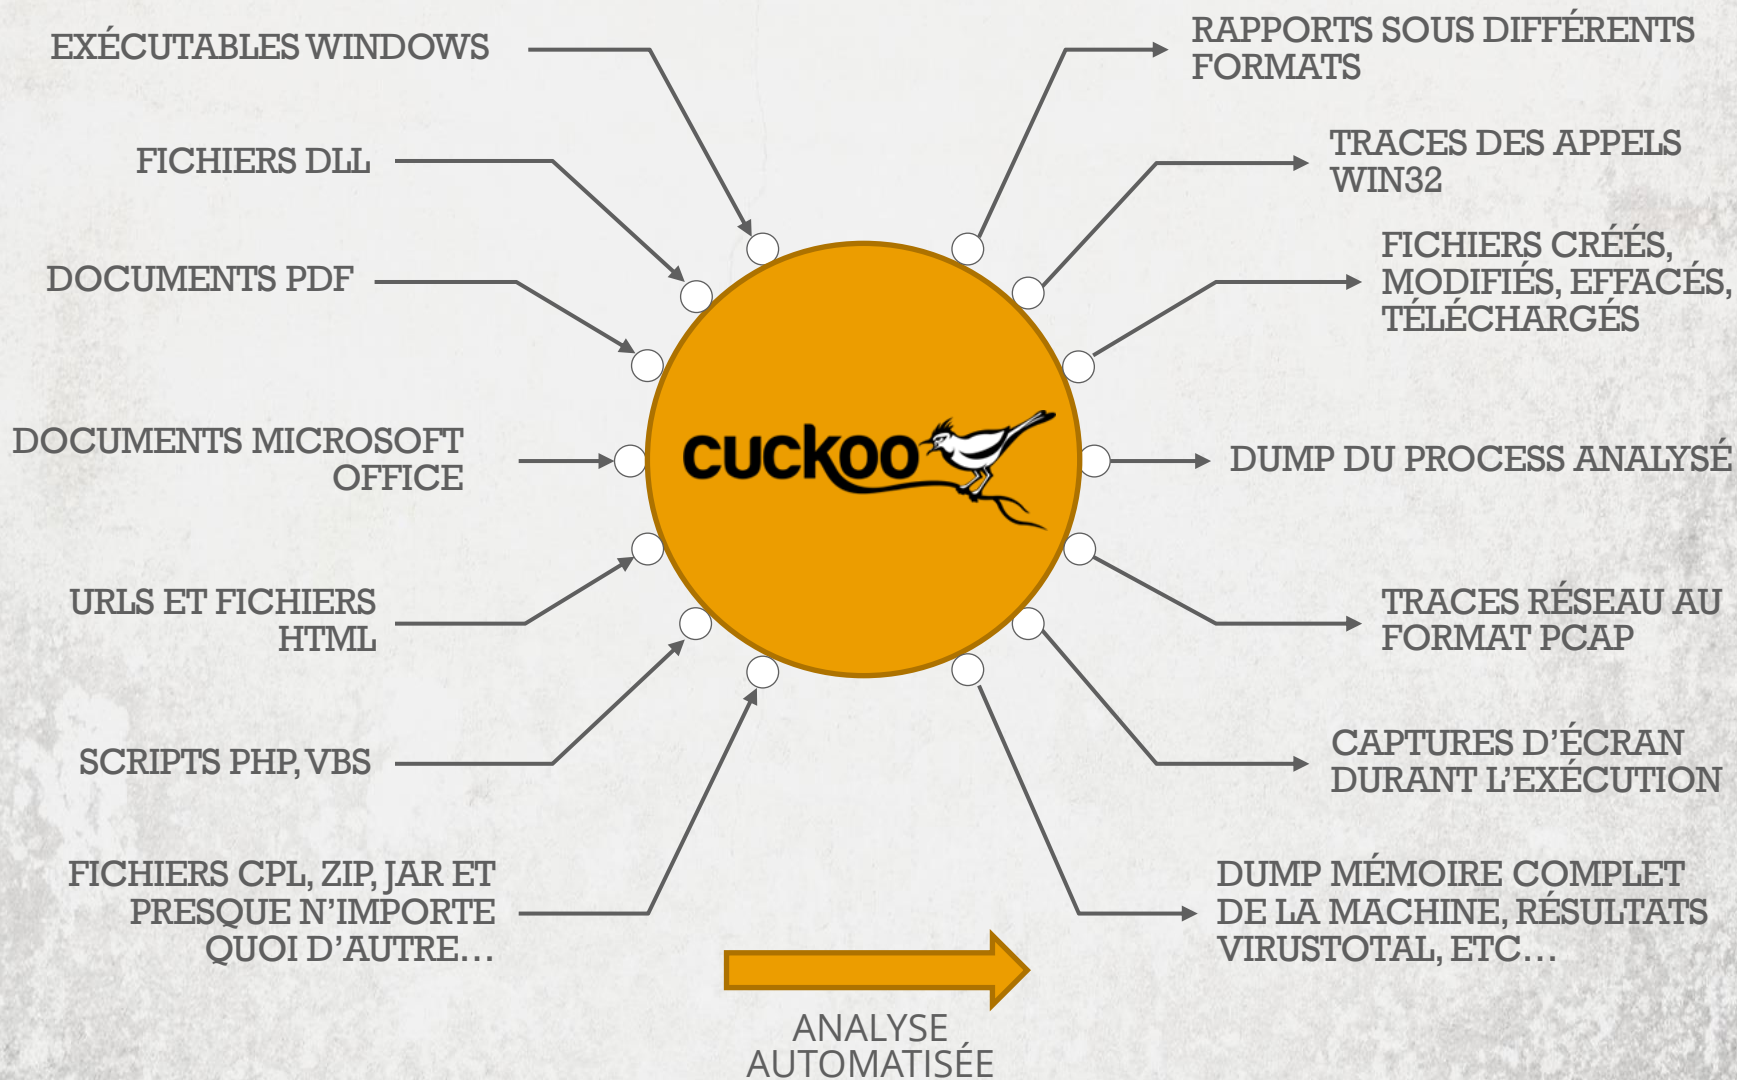 EXÉCUTABLES WINDOWS
FICHIERS DLL
DOCUMENTS PDF
DOCUMENTS MICROSOFT
OFFICE
URLS ET FICHIERS
HTML
SCRIPTS PHP, VBS
FICHIERS CPL, ZIP, JAR ET
PRESQUE N'IMPORTE
QUOI D'AUTRE...
cuckoo
RAPPORTS SOUS DIFFÉRENTS
FORMATS
TRACES DES APPELS
WIN32
FICHIERS CRÉÉS,
MODIFIÉS, EFFACÉS,
TÉLÉCHARGÉS
DUMP DU PROCESS ANALYSÉ
TRACES RÉSEAU AU
FORMAT PCAP
CAPTURES D'ÉCRAN
DURANT L'EXÉCUTION
DUMP MÉMOIRE COMPLET
DE LA MACHINE, RÉSULTATS
VIRUSTOTAL, ETC...
ANALYSE
AUTOMATISÉE